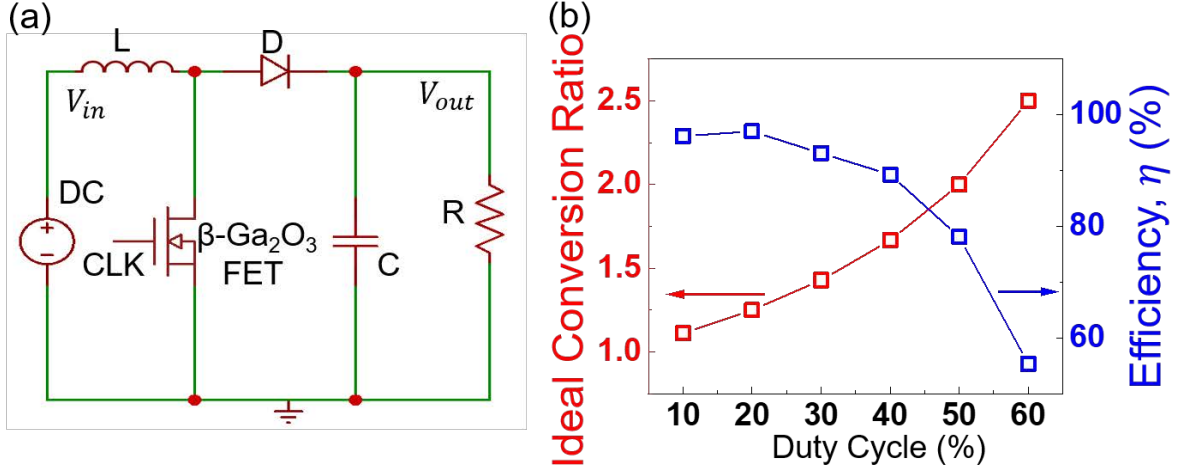 (a)
L
D
V_in
V_out
DC
+
−
CLK
β-Ga₂O₃
FET
C
R
(b)
Ideal Conversion Ratio
2.5
2.0
1.5
1.0
10 20 30 40 50 60
Duty Cycle (%)
100
80
60
Efficiency, η (%)